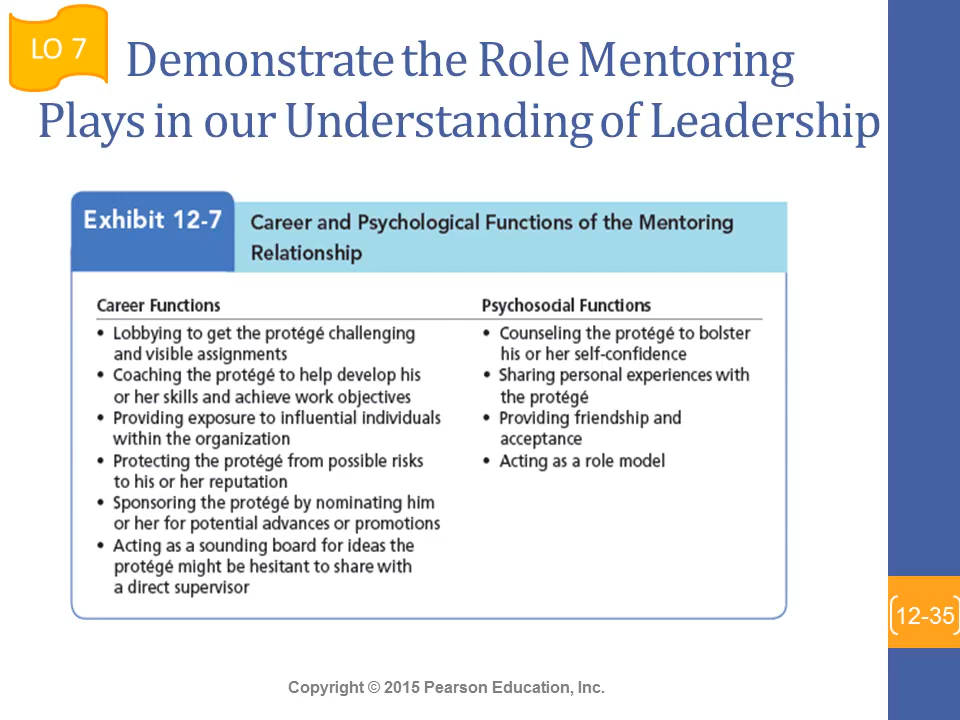 LO 7
Demonstrate the Role Mentoring
Plays in our Understanding of Leadership
Exhibit 12-7
Career and Psychological Functions of the Mentoring
Relationship
Career Functions
• Lobbying to get the protégé challenging
and visible assignments
• Coaching the protégé to help develop his
or her skills and achieve work objectives
• Providing exposure to influential individuals
within the organization
• Protecting the protégé from possible risks
to his or her reputation
• Sponsoring the protégé by nominating him
or her for potential advances or promotions
• Acting as a sounding board for ideas the
protégé might be hesitant to share with
a direct supervisor
Psychosocial Functions
• Counseling the protégé to bolster
his or her self-confidence
• Sharing personal experiences with
the protégé
• Providing friendship and
acceptance
• Acting as a role model
12-35
Copyright © 2015 Pearson Education, Inc.